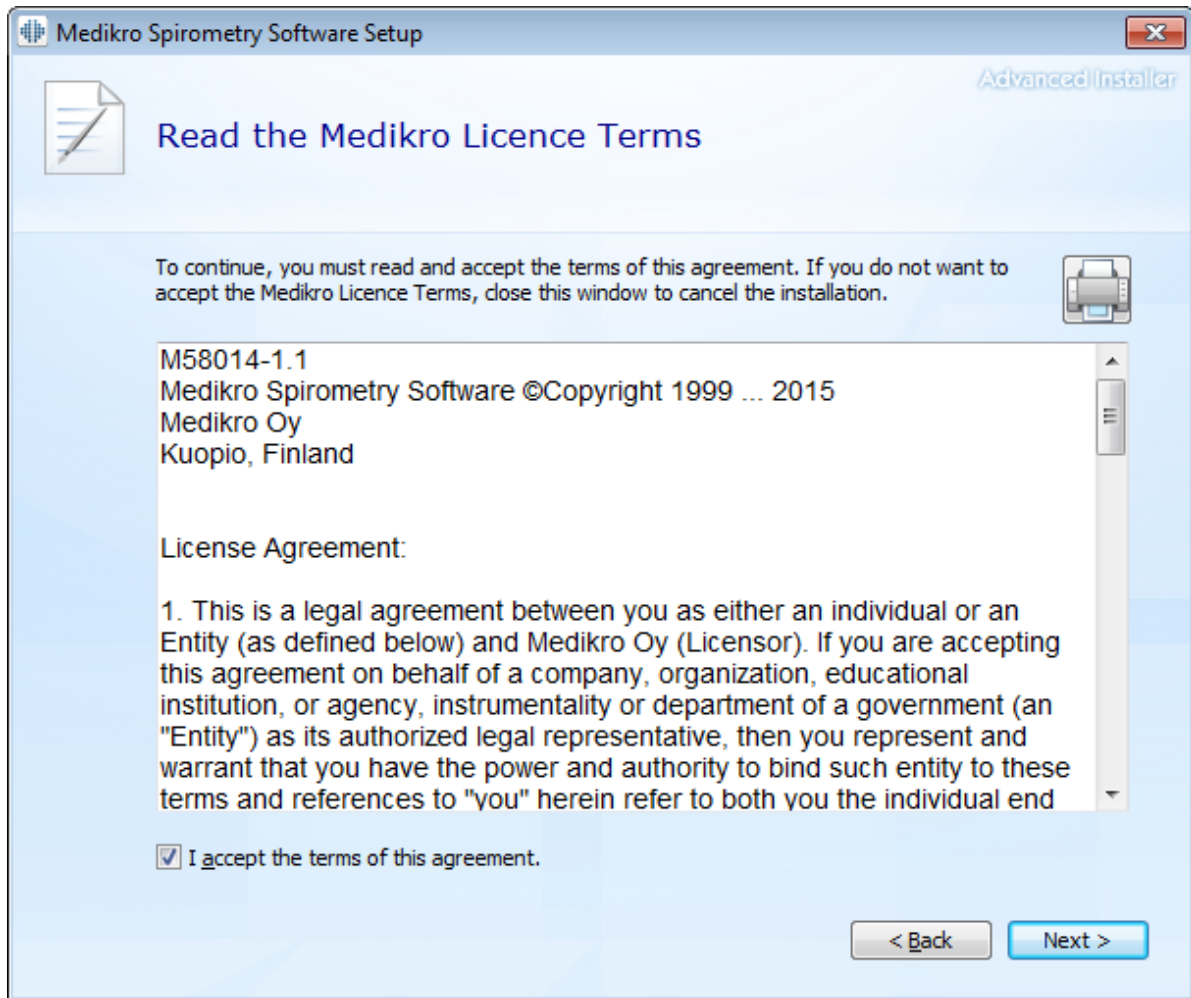 Medikro Spirometry Software Setup
Advanced Installer
Read the Medikro Licence Terms
To continue, you must read and accept the terms of this agreement. If you do not want to
accept the Medikro Licence Terms, close this window to cancel the installation.
M58014-1.1
Medikro Spirometry Software ©Copyright 1999 ... 2015
Medikro Oy
Kuopio, Finland
License Agreement:
1. This is a legal agreement between you as either an individual or an
Entity (as defined below) and Medikro Oy (Licensor). If you are accepting
this agreement on behalf of a company, organization, educational
institution, or agency, instrumentality or department of a government (an
"Entity") as its authorized legal representative, then you represent and
warrant that you have the power and authority to bind such entity to these
terms and references to "you" herein refer to both you the individual end
I accept the terms of this agreement.
< Back
Next >